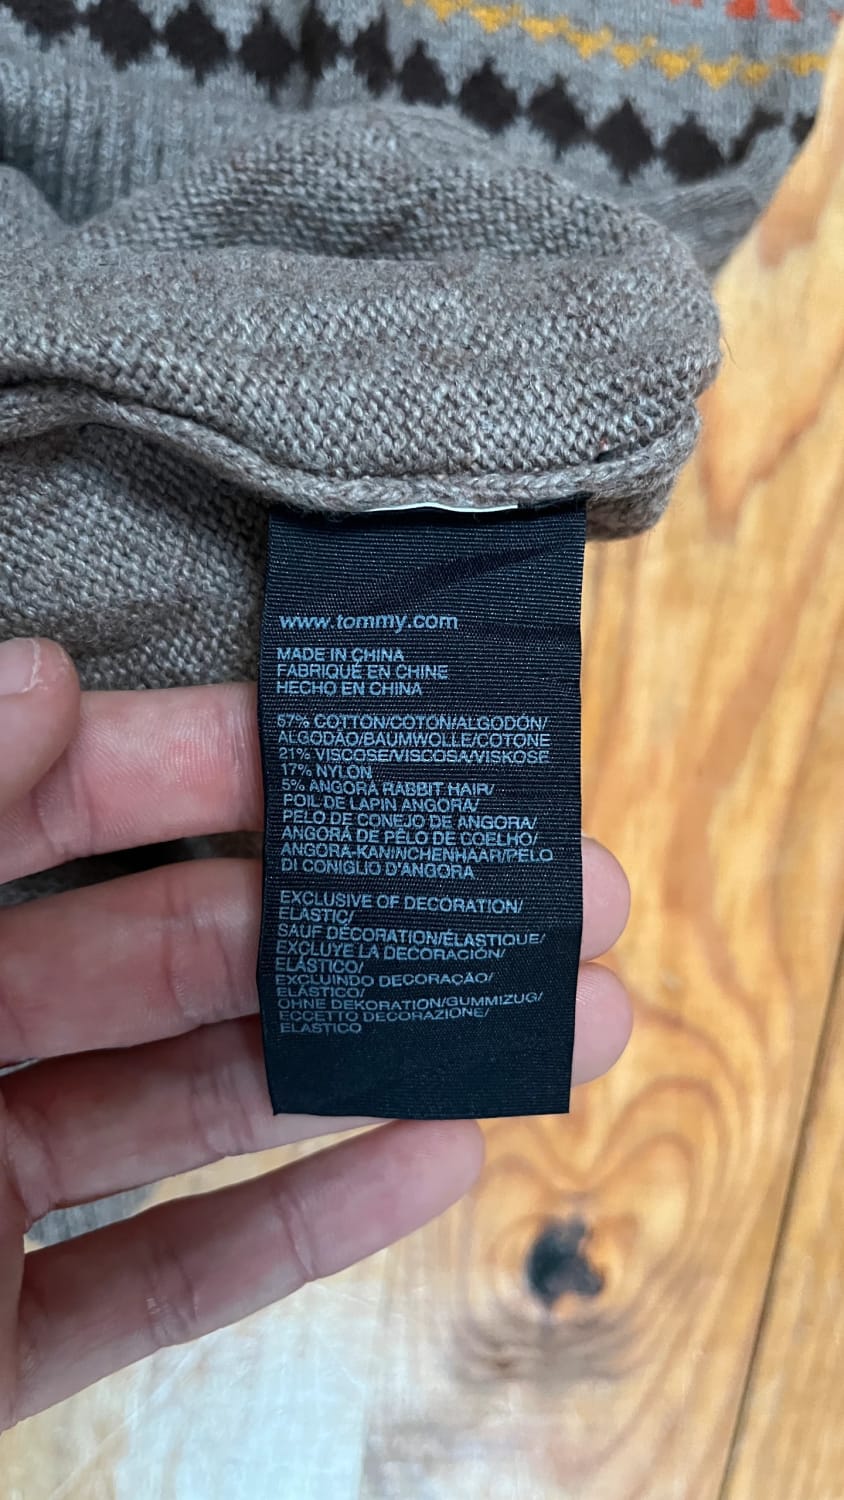 www.tommy.com
MADE IN CHINA
FABRIQUÉ EN CHINE
HECHO EN CHINA
57% COTTON/COTON/ALGODÓN/
ALGODÃO/BAUMWOLLE/COTONE
21% VISCOSE/VISCOSA/VISKOSE
17% NYLON
5% ANGORA RABBIT HAIR/
POIL DE LAPIN ANGORA/
PELO DE CONEJO DE ANGORA/
ANGORÁ DE PÊLO DE COELHO/
ANGORA-KANINCHENHAAR/PELO
DI CONIGLIO D'ANGORA
EXCLUSIVE OF DECORATION/
ELASTIC/
SAUF DÉCORATION/ÉLASTIQUE/
EXCLUYE LA DECORACIÓN/
ELÁSTICO/
EXCLUINDO DECORAÇÃO/
ELÁSTICO/
OHNE DEKORATION/GUMMIZUG/
ECCETTO DECORAZIONE/
ELASTICO